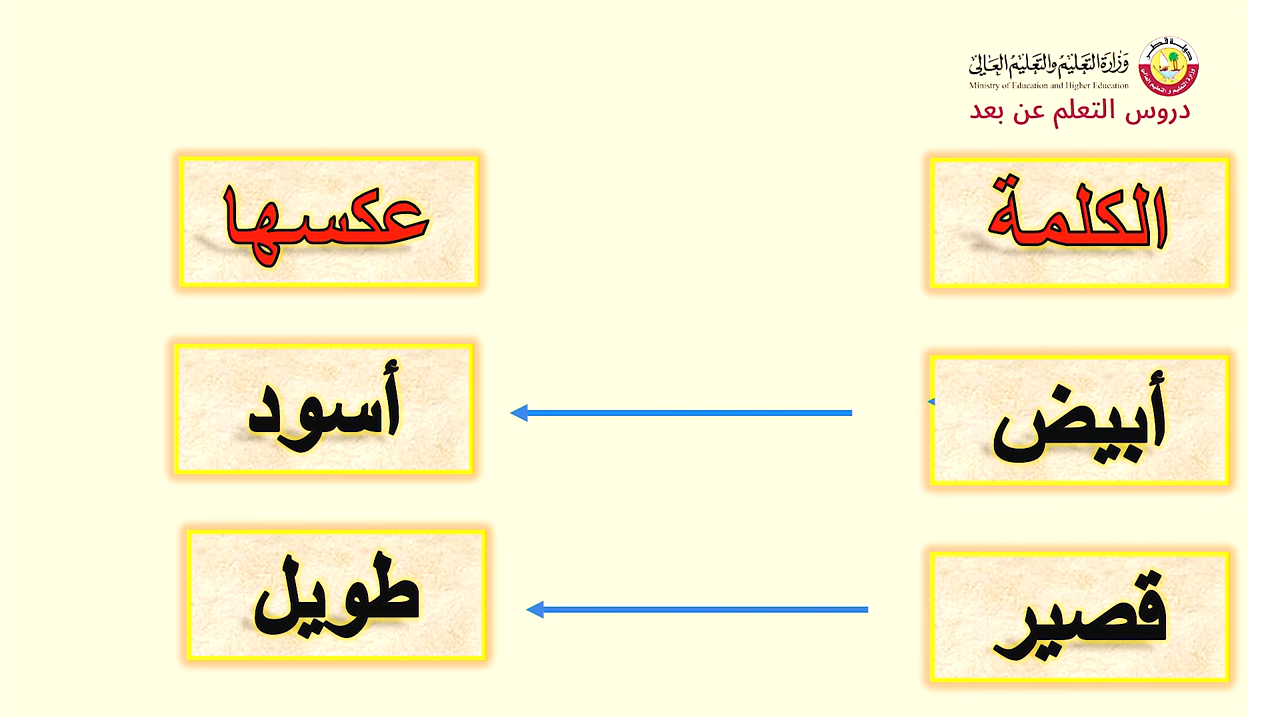 وزارة التعليم والتعليم العالي
Ministry of Education and Higher Education
دروس التعلم عن بعد
الكلمة
عكسها
أبيض
أسود
قصير
طويل